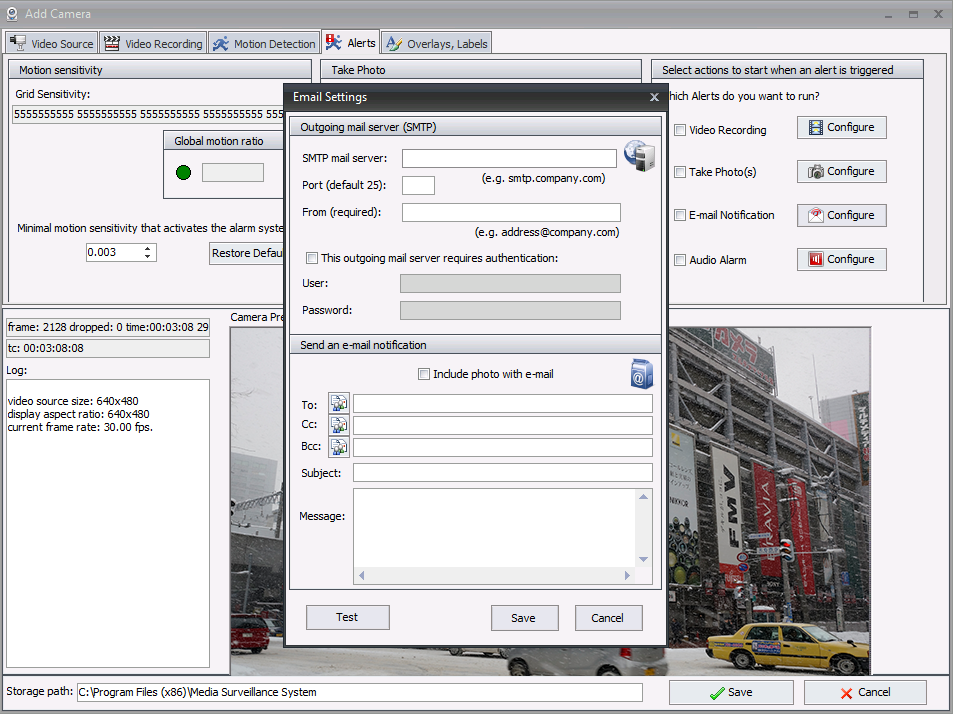 Add Camera
Video Source
Video Recording
Motion Detection
Alerts
Overlays, Labels
Motion sensitivity
Take Photo
Select actions to start when an alert is triggered
Grid Sensitivity:
5555555555 5555555555 5555555555 5555555555 555
Global motion ratio
Minimal motion sensitivity that activates the alarm syste
0.003
Restore Defau
hich Alerts do you want to run?
Video Recording
Configure
Take Photo(s)
Configure
E-mail Notification
Configure
Audio Alarm
Configure
Email Settings
Outgoing mail server (SMTP)
SMTP mail server:
(e.g. smtp.company.com)
Port (default 25):
From (required):
(e.g. address@company.com)
This outgoing mail server requires authentication:
User:
Password:
Send an e-mail notification
Include photo with e-mail
To:
Cc:
Bcc:
Subject:
Message:
Test
Save
Cancel
frame: 2128 dropped: 0 time:00:03:08 29
tc: 00:03:08:08
Log:
video source size: 640x480
display aspect ratio: 640x480
current frame rate: 30.00 fps.
Camera Pre
カメラ
FMV
BRAVIA
SONY
Storage path:
C:\Program Files (x86)\Media Surveillance System
Save
Cancel